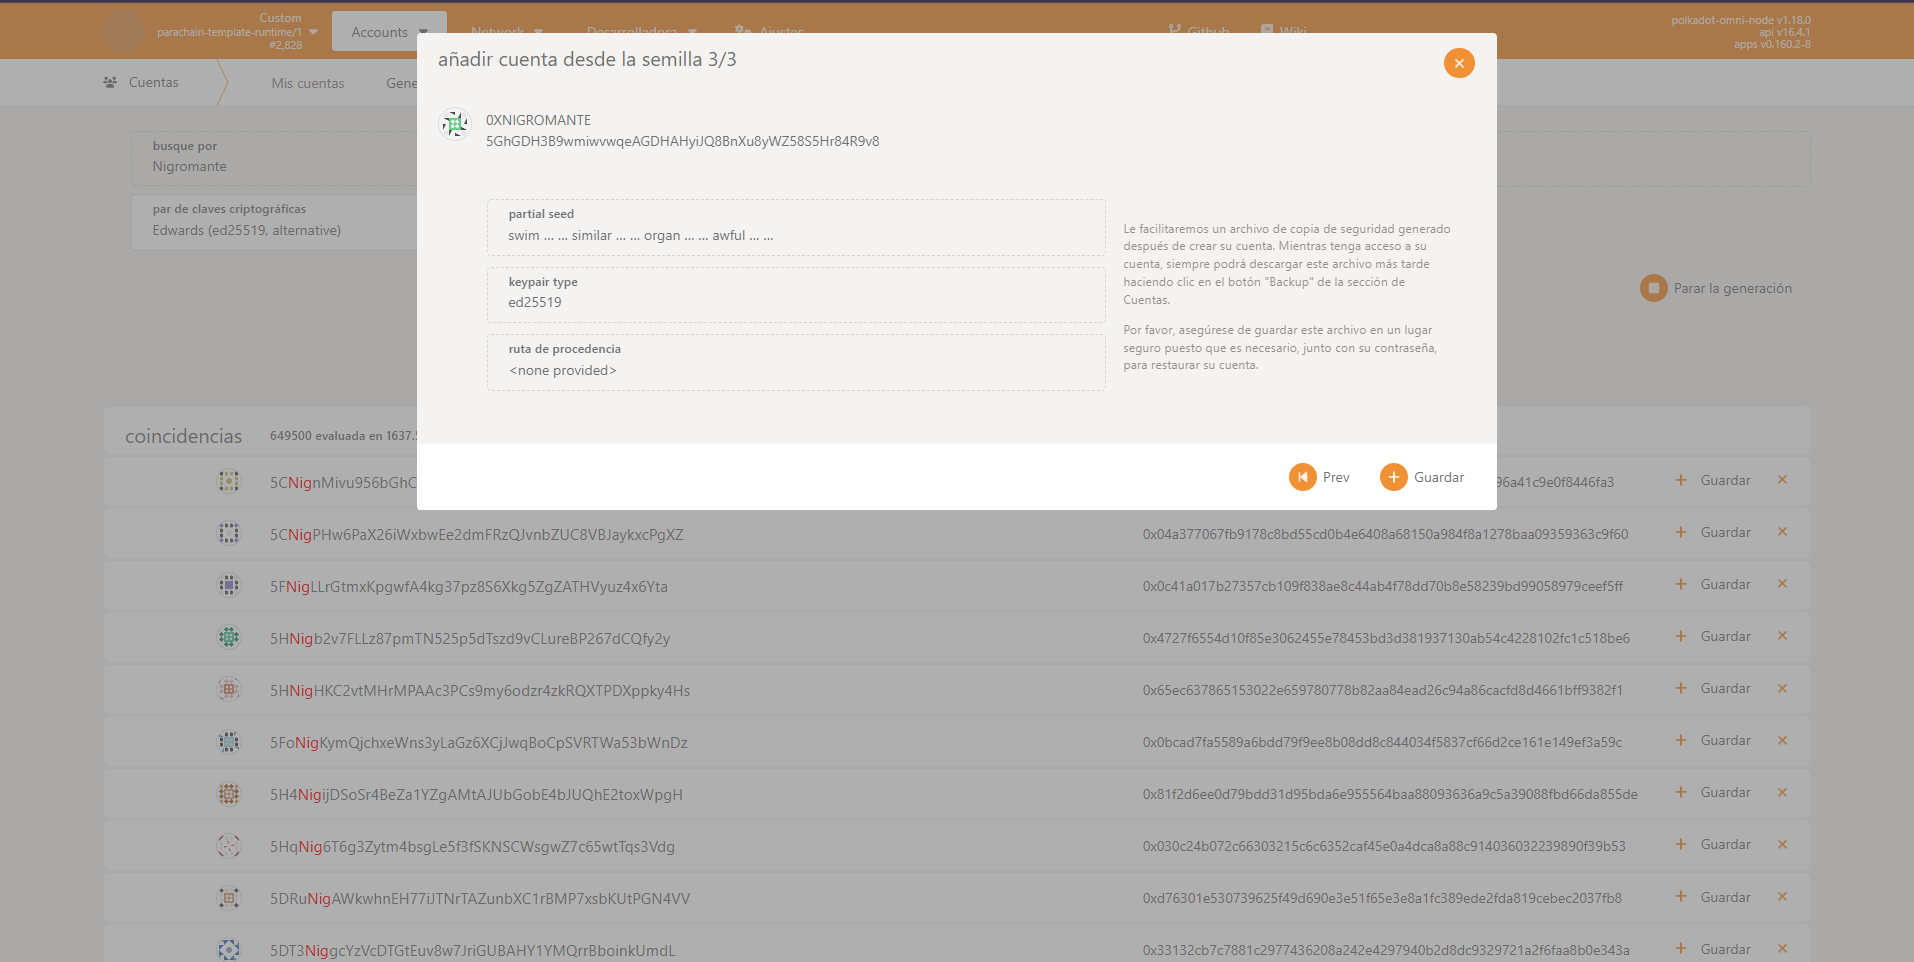 Custom
parachain-template-runtime/1
#2,828
Accounts
Network
Desarrolladora
Ajustes
Github
Wiki
polkadot-omni-node v1.18.0
api v16.4.1
apps v0.160.2-8
Cuentas
Mis cuentas
Gene
añadir cuenta desde la semilla 3/3
0XNIGROMANTE
5GhGDH3B9wmiwvwqeAGDHAHyiJQ8BnXu8yWZ58S5Hr84R9v8
busque por
Nigromante
par de claves criptográficas
Edwards (ed25519, alternative)
partial seed
swim ... ... similar ... ... organ ... ... awful ... ...
keypair type
ed25519
ruta de procedencia
<none provided>
Le facilitaremos un archivo de copia de seguridad generado
después de crear su cuenta. Mientras tenga acceso a su
cuenta, siempre podrá descargar este archivo más tarde
haciendo clic en el botón "Backup" de la sección de
Cuentas.
Por favor, asegúrese de guardar este archivo en un lugar
seguro puesto que es necesario, junto con su contraseña,
para restaurar su cuenta.
Parar la generación
Prev
Guardar
coincidencias
649500 evaluada en 1637.5
5CNignMivu956bGhC
96a41c9e0f8446fa3
Guardar
5CNigPHw6PaX26iWxbwEe2dmFRzQJvnbZUC8VBJaykxcPgXZ
0x04a377067fb9178c8bd55cd0b4e6408a68150a984f8a1278baa09359363c9f60
Guardar
5FNigLLrGtmxKpgwfA4kg37pz8S6Xkg5ZgZATHVyuz4x6Yta
0x0c41a017b27357cb109f838ae8c44ab4f78dd70b8e58239bd99058979ceef5ff
Guardar
5HNigb2v7FLLz87pmTN525p5dTszd9vCLureBP267dCQfy2y
0x4727f6554d10f85e3062455e78453bd3d381937130ab54c4228102fc1c518be6
Guardar
5HNigHKC2vtMHrMPAAc3PCs9my6odzr4zkRQXTPDXppky4Hs
0x65ec637865153022e659780778b82aa84ead26c94a86cacfd8d4661bff9382f1
Guardar
5FoNigKymQjchxeWns3yLaGz6XCjJwqBoCpSVRTWa53bWnDz
0x0bcad7fa5589a6bdd79f9ee8b08dd8c844034f5837cf66d2ce161e149ef3a59c
Guardar
5H4NigijDSoSr4BeZa1YZgAMtAJUbGobE4bJUQhE2toxWpgH
0x81f2d6ee0d79bdd31d95bda6e955564baa88093636a9c5a39088fbd66da855de
Guardar
5HqNig6T6g3Zytm4bsgLe5f3fSKNSCWsgwZ7c65wtTqs3Vdg
0x030c24b072c66303215c6c6352caf45e0a4dca8a88c914036032239890f39b53
Guardar
5DRuNigAWkwhnEH77iJTNrTAZunbXC1rBMP7xsbKUtPGN4VV
0xd76301e530739625f49d690e3e51f65e3e8a1fc389ede2fda819cebec2037fb8
Guardar
5DT3NiggcYzVcDTGtEuv8w7JriGUBAHY1YMQrrBboinkUmdL
0x33132cb7c7881c2977436208a242e4297940b2d8dc9329721a2f6faa8b0e343a
Guardar